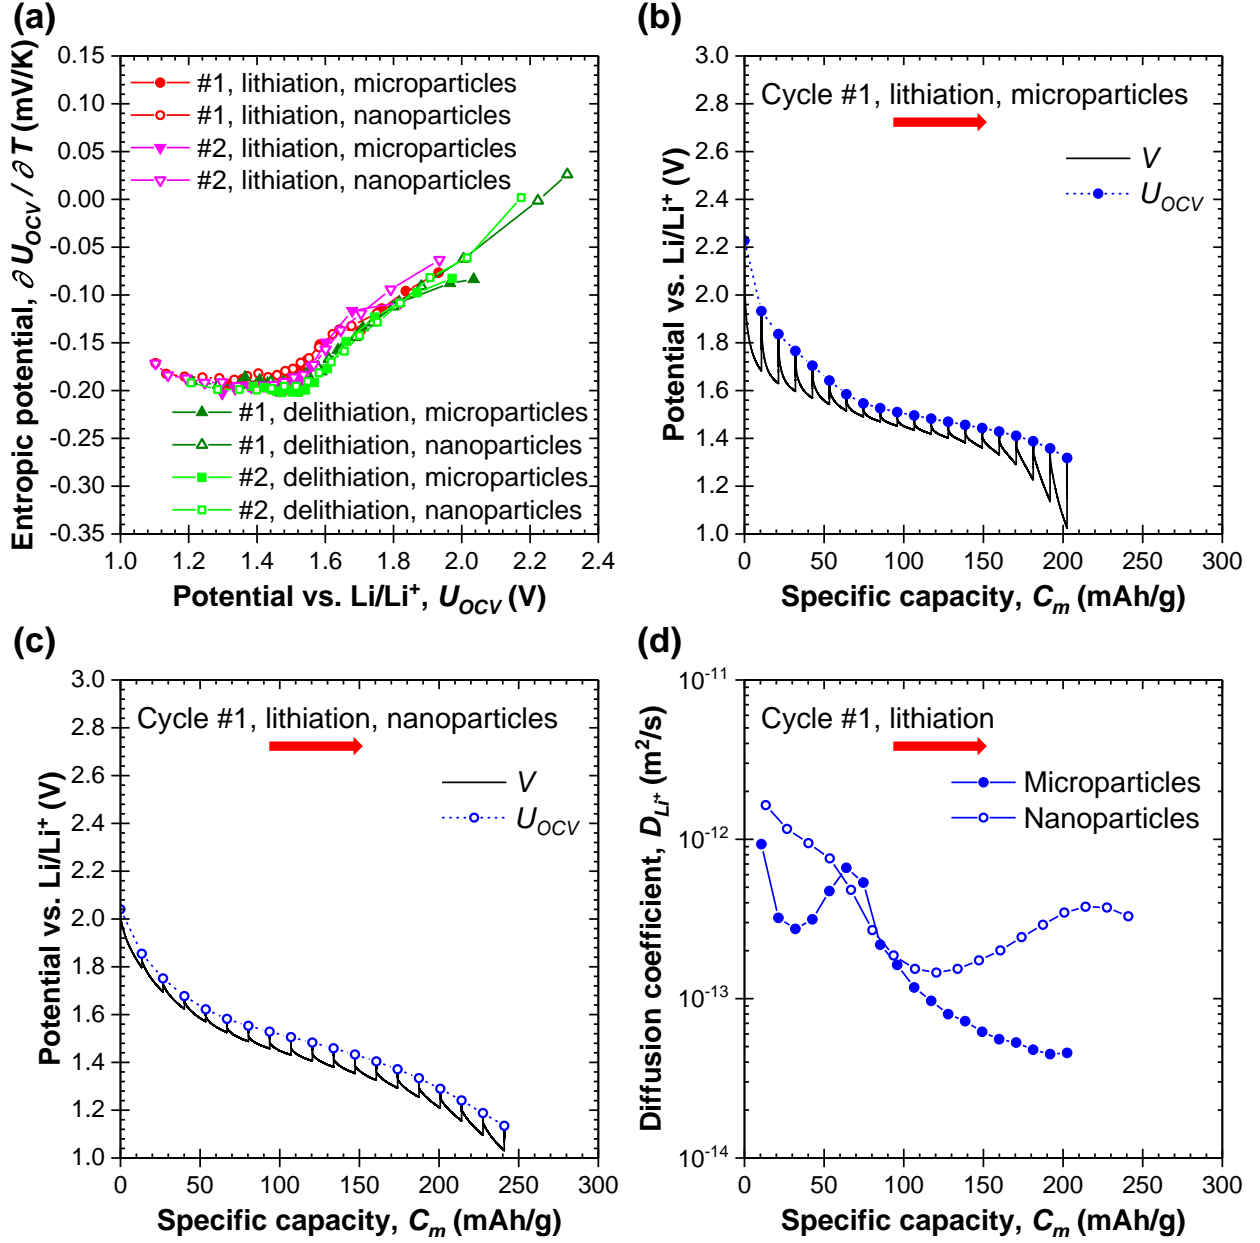 (a)
0.15
0.10
0.05
0.00
-0.05
-0.10
-0.15
-0.20
-0.25
-0.30
-0.35
Entropic potential, ∂U_OCV / ∂T (mV/K)
#1, lithiation, microparticles
#1, lithiation, nanoparticles
#2, lithiation, microparticles
#2, lithiation, nanoparticles
#1, delithiation, microparticles
#1, delithiation, nanoparticles
#2, delithiation, microparticles
#2, delithiation, nanoparticles
1.0 1.2 1.4 1.6 1.8 2.0 2.2 2.4
Potential vs. Li/Li⁺, U_OCV (V)
(b)
3.0
2.8
2.6
2.4
2.2
2.0
1.8
1.6
1.4
1.2
1.0
Potential vs. Li/Li⁺ (V)
Cycle #1, lithiation, microparticles
V
U_OCV
0 50 100 150 200 250 300
Specific capacity, C_m (mAh/g)
(c)
3.0
2.8
2.6
2.4
2.2
2.0
1.8
1.6
1.4
1.2
1.0
Potential vs. Li/Li⁺ (V)
Cycle #1, lithiation, nanoparticles
V
U_OCV
0 50 100 150 200 250 300
Specific capacity, C_m (mAh/g)
(d)
10⁻¹¹
10⁻¹²
10⁻¹³
10⁻¹⁴
Diffusion coefficient, D_Li⁺ (m²/s)
Cycle #1, lithiation
Microparticles
Nanoparticles
0 50 100 150 200 250 300
Specific capacity, C_m (mAh/g)